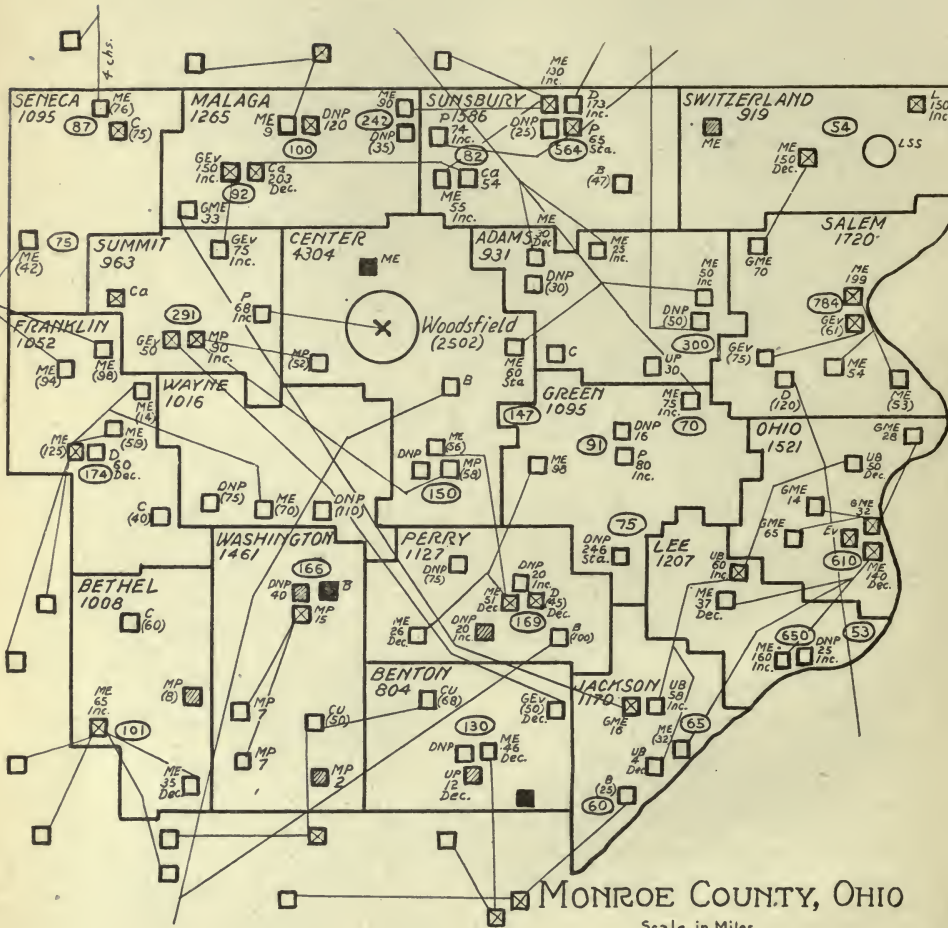 4 chs.
SENECA
1095
ME
(76)
87
C
(75)
75
ME
(42)
MALAGA
1265
ME
9
DNP
120
100
ME
90
242
DNP
(35)
GEv
150
Inc.
Ca
203
Dec.
92
GME
33
GEv
75
Inc.
SUNSBURY
1586
ME
130
Inc.
D
173
Inc.
P
74
Inc.
DNP
(25)
P
65
Sta.
82
564
ME
55
Inc.
Ca
54
B
(47)
SWITZERLAND
919
ME
54
L
150
Inc.
LSS
ME
150
Dec.
SUMMIT
963
Ca
291
GEv
50
MP
90
Inc.
P
68
Inc
CENTER
4304
ME
Woodsfield
(2502)
MP
(52)
B
ME
60
Sta
147
ME
(56)
DNP
MP
(58)
150
ADAMS
931
ME
30
Dec
DNP
(30)
ME
25
Inc.
ME
50
Inc
DNP
(50)
300
C
UP
30
SALEM
1720
GME
70
ME
199
784
GEv
(61)
GEv
(75)
D
(120)
ME
54
ME
(53)
FRANKLIN
1052
ME
(94)
ME
(98)
ME
(14)
ME
(59)
ME
(125)
D
60
Dec.
174
WAYNE
1016
C
(40)
DNP
(75)
ME
(70)
DNP
(110)
GREEN
1095
ME
75
Inc.
70
DNP
16
91
P
80
Inc.
ME
98
75
DNP
246
Sta.
OHIO
1521
GME
28
UB
50
Dec.
GME
14
GME
32
GME
65
Ev
610
ME
140
Dec.
BETHEL
1008
C
(60)
MP
(8)
ME
65
Inc.
101
ME
35
Dec.
WASHINGTON
1461
166
DNP
40
B
MP
15
MP
7
CU
(50)
MP
7
MP
2
PERRY
1127
DNP
(75)
DNP
20
Inc.
ME
51
Dec
D
(45)
Dec.
169
ME
26
Dec
DNP
20
Inc.
B
(100)
LEE
1207
UB
60
Inc.
ME
37
Dec.
650
53
ME
160
Inc.
DNP
25
Inc.
BENTON
804
CU
(68)
GEv
(50)
Dec.
130
DNP
ME
46
Dec.
UP
12
Dec.
JACKSON
1170
GME
16
UB
58
Inc.
ME
(32)
65
UB
4
Dec
B
(25)
60
MONROE COUNTY, OHIO
Scale in Miles